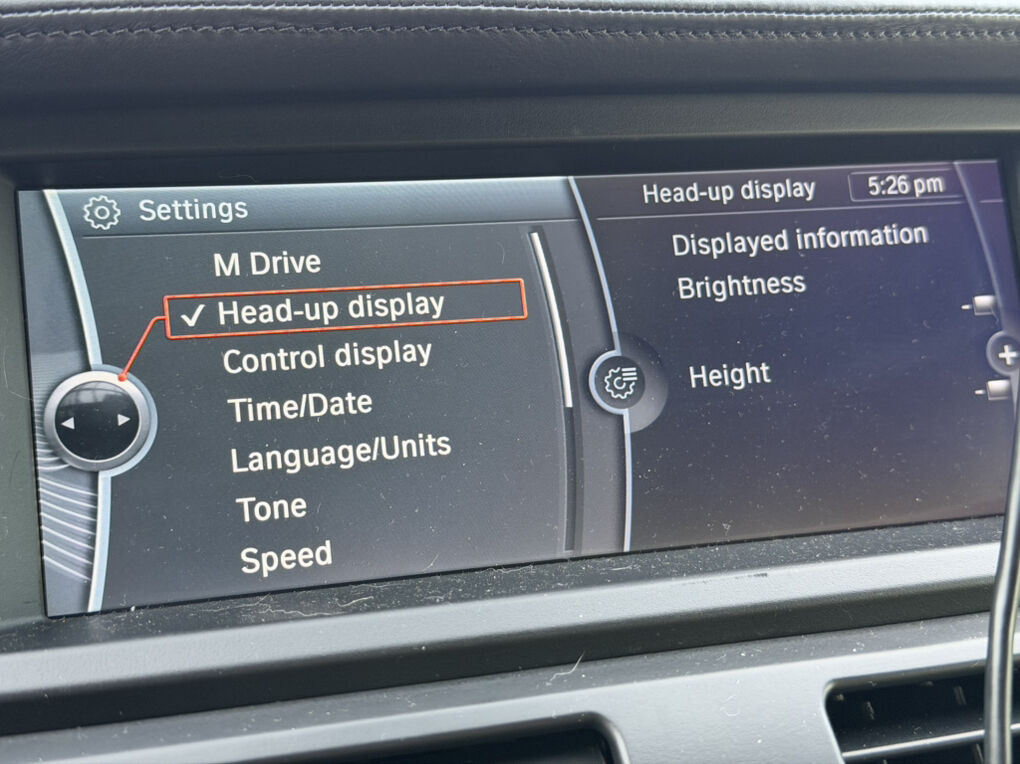 Settings
M Drive
✓ Head-up display
Control display
Time/Date
Language/Units
Tone
Speed
Head-up display 5:26 pm
Displayed information
Brightness
Height